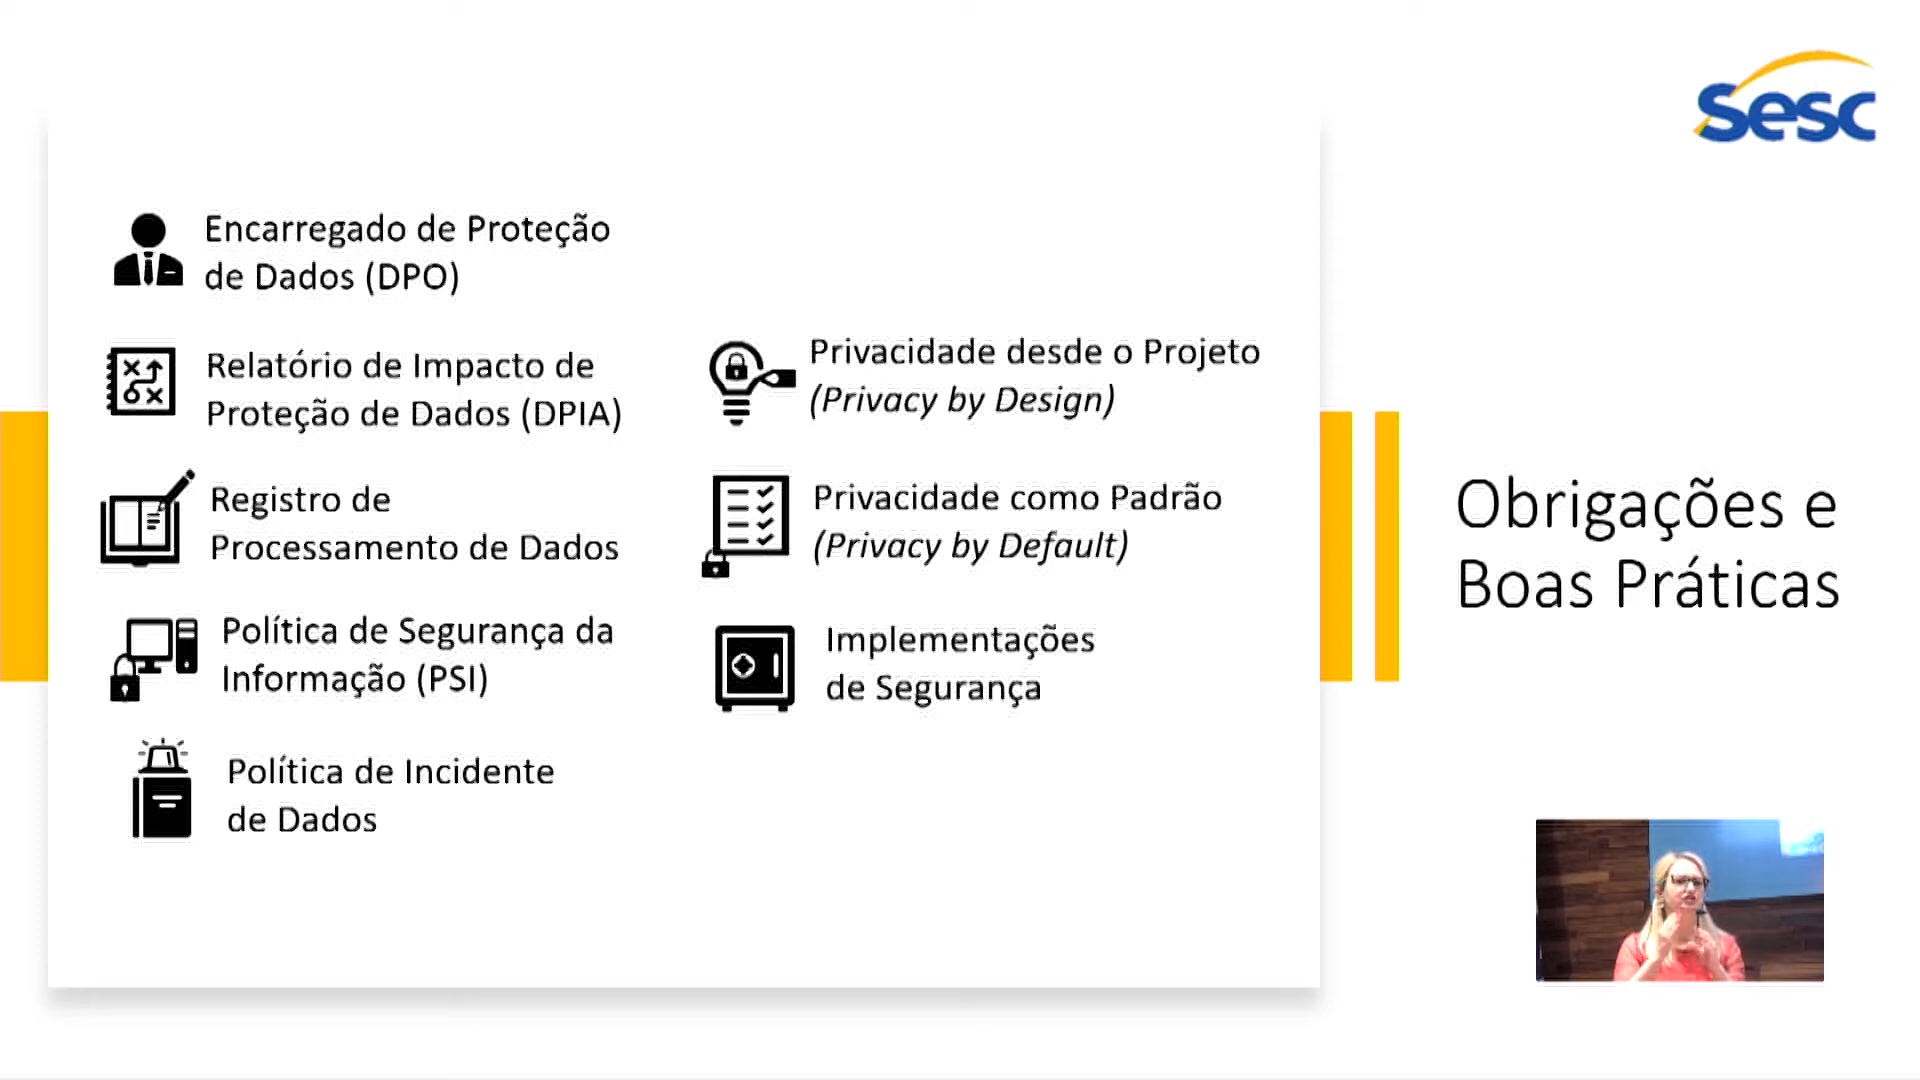 Sesc
Encarregado de Proteção
de Dados (DPO)
Relatório de Impacto de
Proteção de Dados (DPIA)
Registro de
Processamento de Dados
Política de Segurança da
Informação (PSI)
Política de Incidente
de Dados
Privacidade desde o Projeto
(Privacy by Design)
Privacidade como Padrão
(Privacy by Default)
Implementações
de Segurança
Obrigações e
Boas Práticas